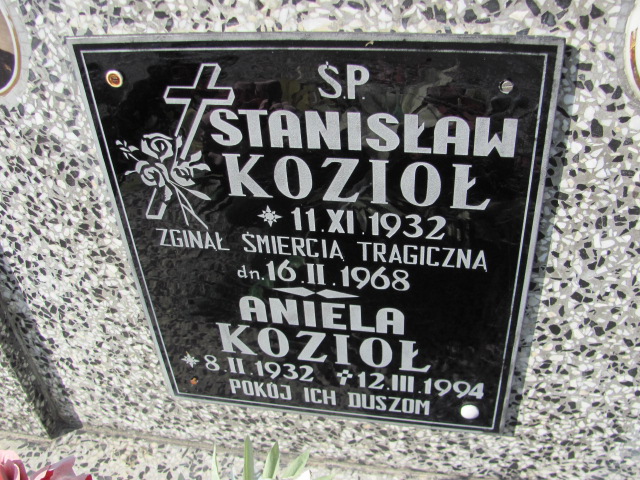 ŚP
STANISŁAW
KOZIOŁ
* 11.XI.1932
ZGINĄŁ ŚMIERCIĄ TRAGICZNĄ
dn. 16.II.1968
ANIELA
KOZIOŁ
* 8.II.1932 ✝ 12.III.1994
POKÓJ ICH DUSZOM